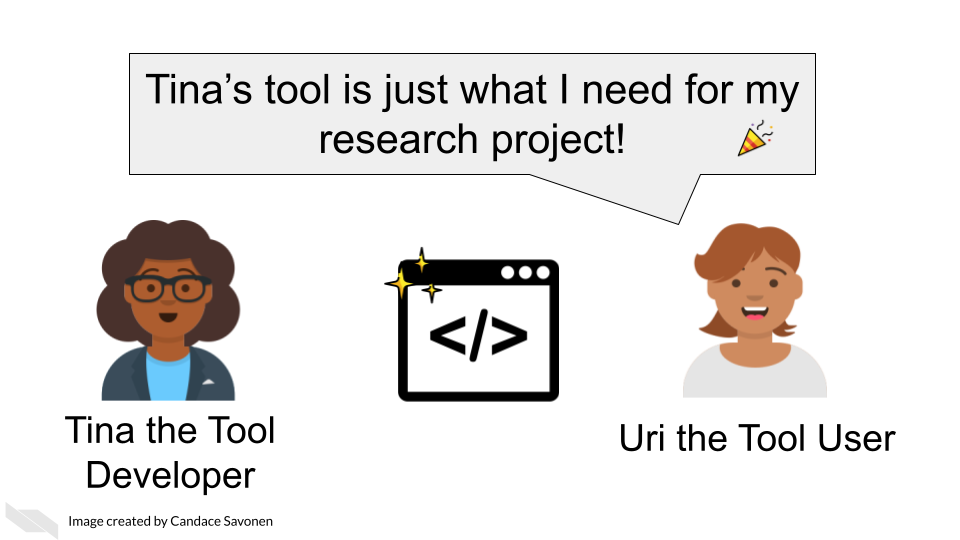 Tina’s tool is just what I need for my
research project!
</>
Tina the Tool
Developer
Uri the Tool User
Image created by Candace Savonen